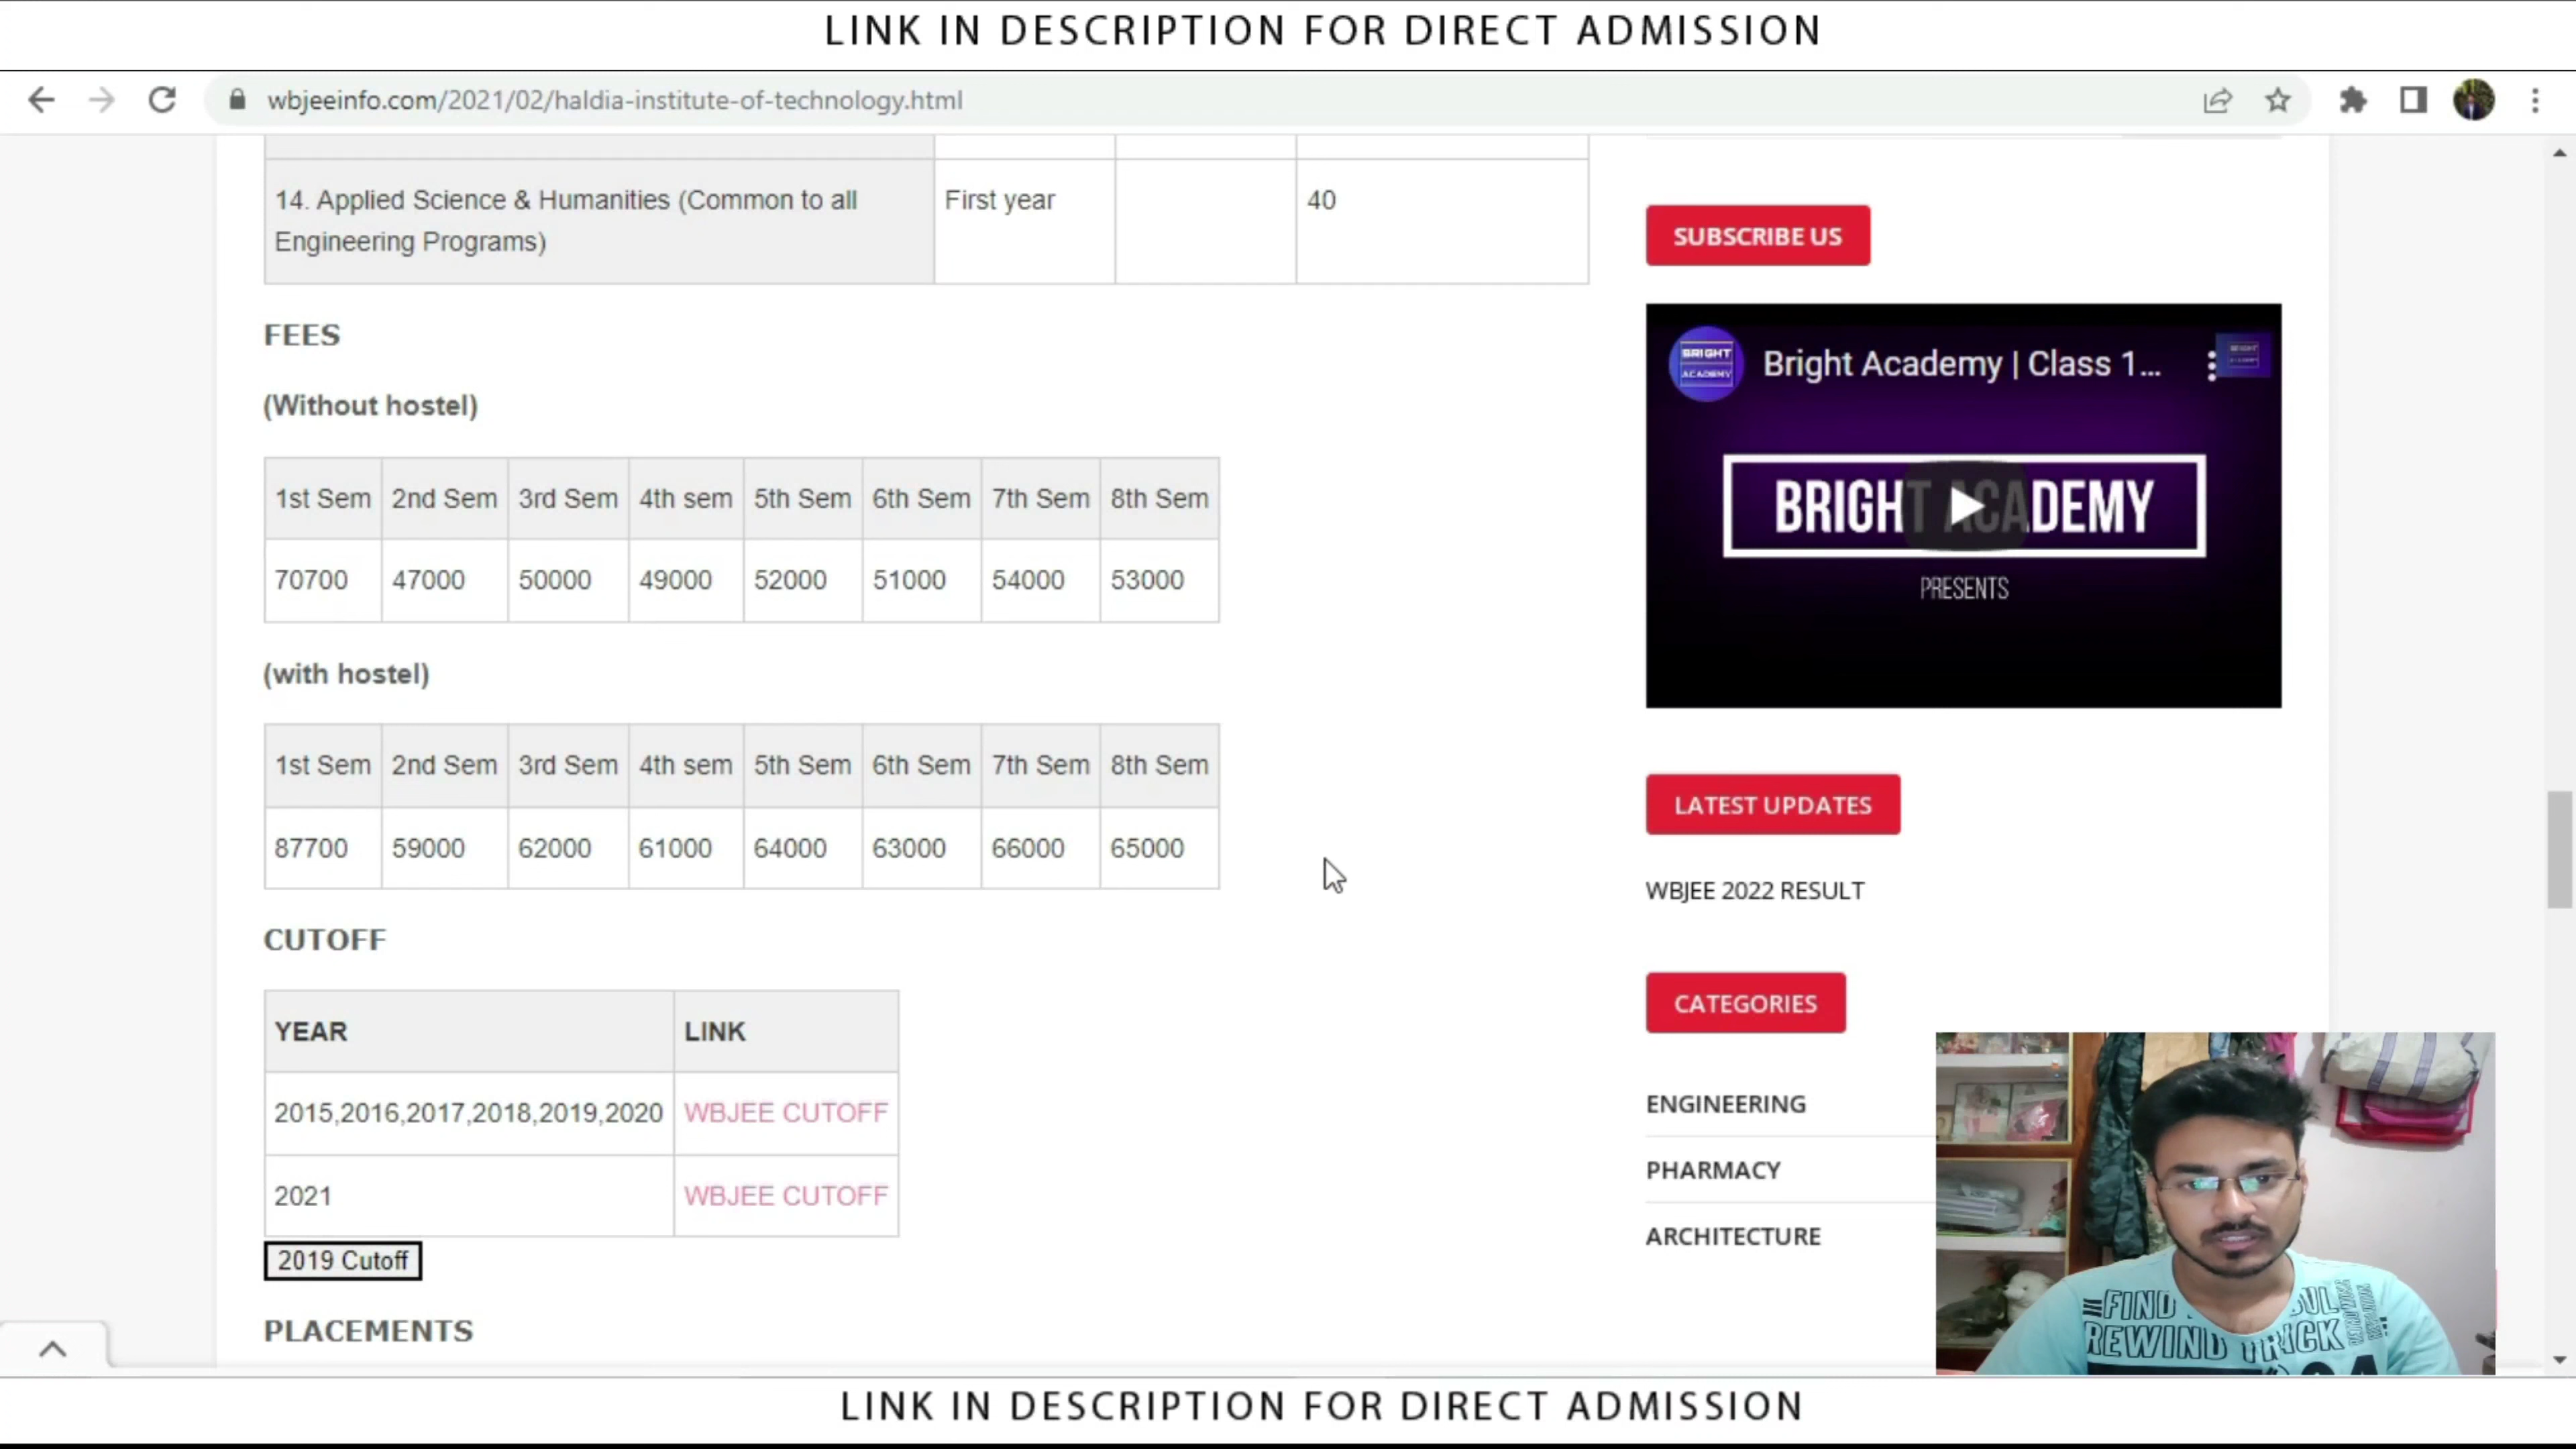 LINK IN DESCRIPTION FOR DIRECT ADMISSION
wbjeeinfo.com/2021/02/haldia-institute-of-technology.html
14. Applied Science & Humanities (Common to all Engineering Programs) First year 40
FEES
(Without hostel)
1st Sem 2nd Sem 3rd Sem 4th sem 5th Sem 6th Sem 7th Sem 8th Sem
70700 47000 50000 49000 52000 51000 54000 53000
(with hostel)
1st Sem 2nd Sem 3rd Sem 4th sem 5th Sem 6th Sem 7th Sem 8th Sem
87700 59000 62000 61000 64000 63000 66000 65000
CUTOFF
YEAR LINK
2015,2016,2017,2018,2019,2020 WBJEE CUTOFF
2021 WBJEE CUTOFF
2019 Cutoff
PLACEMENTS
SUBSCRIBE US
BRIGHT
ACADEMY
Bright Academy | Class 1...
BRIGHT ACADEMY
PRESENTS
LATEST UPDATES
WBJEE 2022 RESULT
CATEGORIES
ENGINEERING
PHARMACY
ARCHITECTURE
FIND
REWIND
LINK IN DESCRIPTION FOR DIRECT ADMISSION